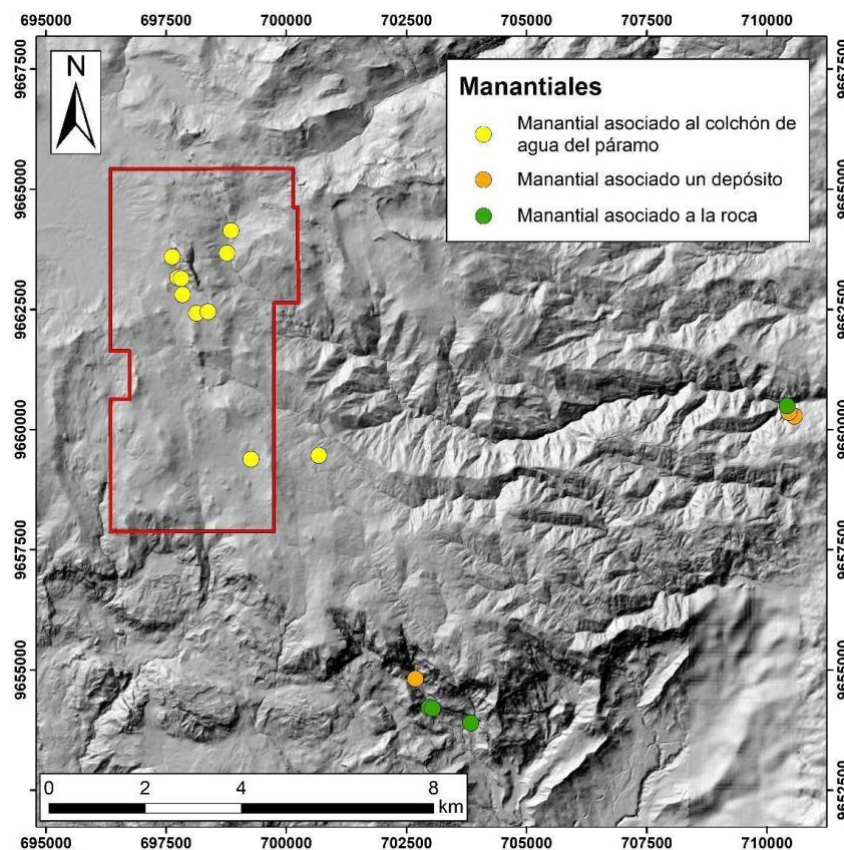 695000 697500 700000 702500 705000 707500 710000
9667500 9667500
N
Manantiales
Manantial asociado al colchón de
agua del páramo
Manantial asociado un depósito
Manantial asociado a la roca
9665000 9665000
9662500 9662500
9660000 9660000
9657500 9657500
9655000 9655000
9652500 9652500
0 2 4 8
km
695000 697500 700000 702500 705000 707500 710000